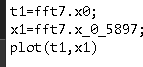 t1=fft7.x0;
x1=fft7.x_0_5897;
plot(t1,x1)